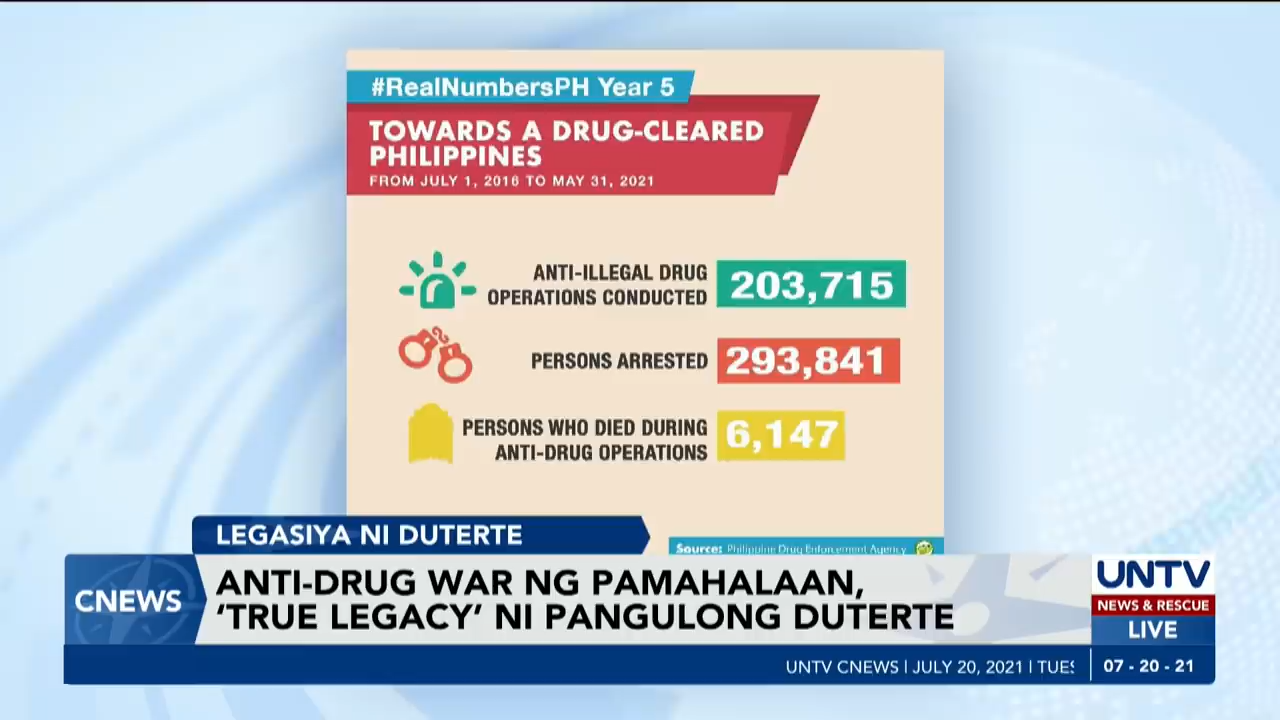 #RealNumbersPH Year 5
TOWARDS A DRUG-CLEARED
PHILIPPINES
FROM JULY 1, 2016 TO MAY 31, 2021
ANTI-ILLEGAL DRUG
OPERATIONS CONDUCTED
203,715
PERSONS ARRESTED
293,841
PERSONS WHO DIED DURING
ANTI-DRUG OPERATIONS
6,147
Source: Philippine Drug Enforcement Agency
LEGASIYA NI DUTERTE
CNEWS
ANTI-DRUG WAR NG PAMAHALAAN,
‘TRUE LEGACY’ NI PANGULONG DUTERTE
UNTV
NEWS & RESCUE
LIVE
UNTV CNEWS | JULY 20, 2021 | TUES
07 - 20 - 21